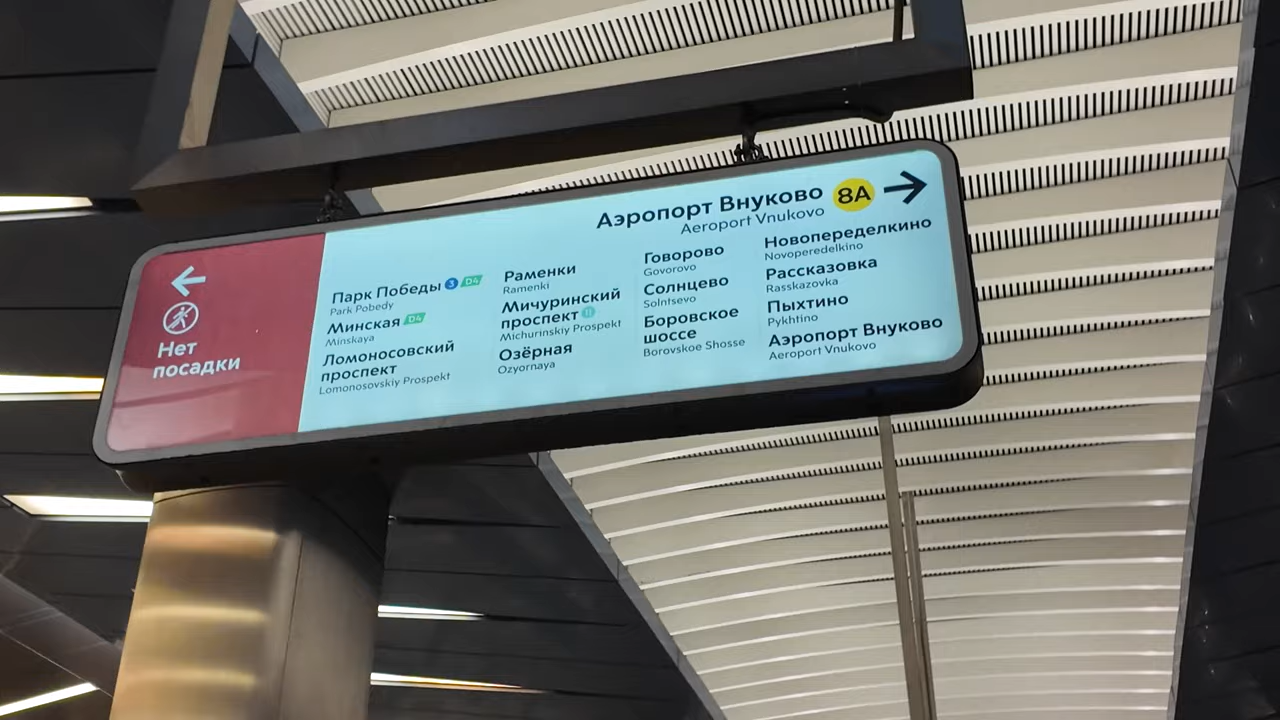 ←
Нет
посадки
Аэропорт Внуково 8А →
Aeroport Vnukovo
Парк Победы 3 D4
Park Pobedy
Минская D4
Minskaya
Ломоносовский
проспект
Lomonosovskiy Prospekt
Раменки
Ramenki
Мичуринский
проспект 11
Michurinskiy Prospekt
Озёрная
Ozyornaya
Говорово
Govorovo
Солнцево
Solntsevo
Боровское
шоссе
Borovskoe Shosse
Новопеределкино
Novoperedelkino
Рассказовка
Rasskazovka
Пыхтино
Pykhtino
Аэропорт Внуково
Aeroport Vnukovo